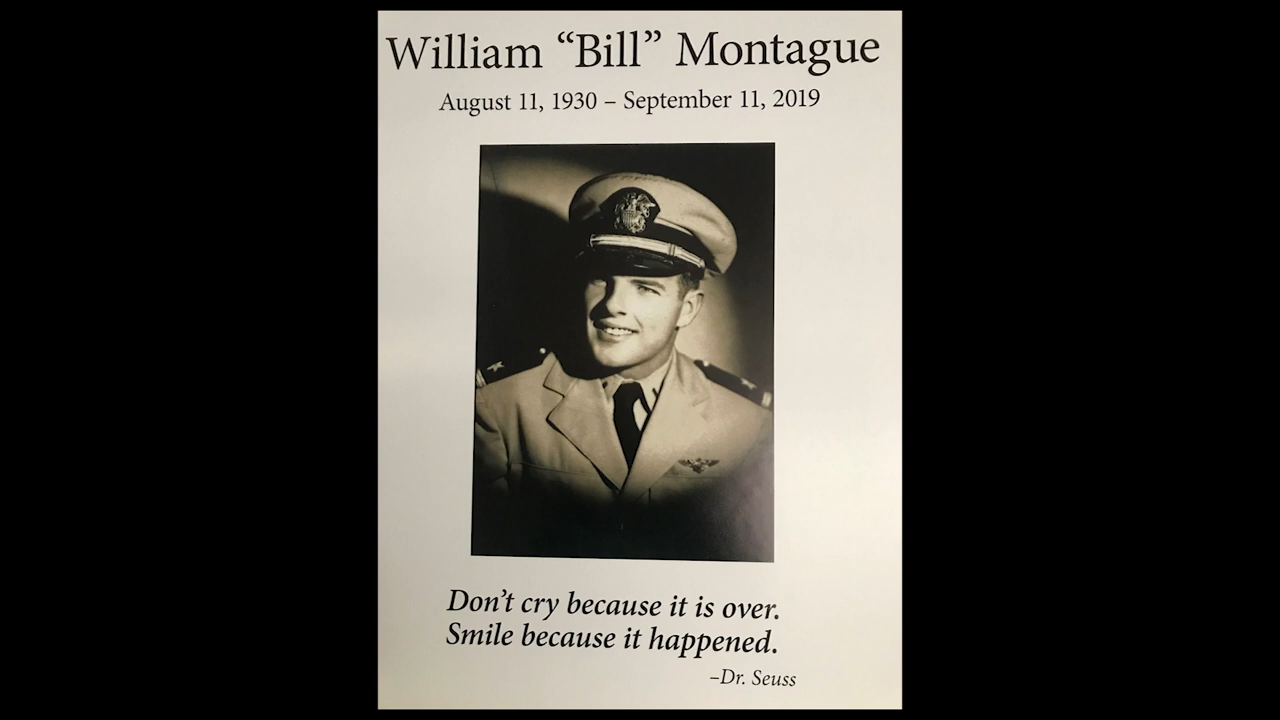 William “Bill” Montague
August 11, 1930 – September 11, 2019
Don’t cry because it is over.
Smile because it happened.
–Dr. Seuss